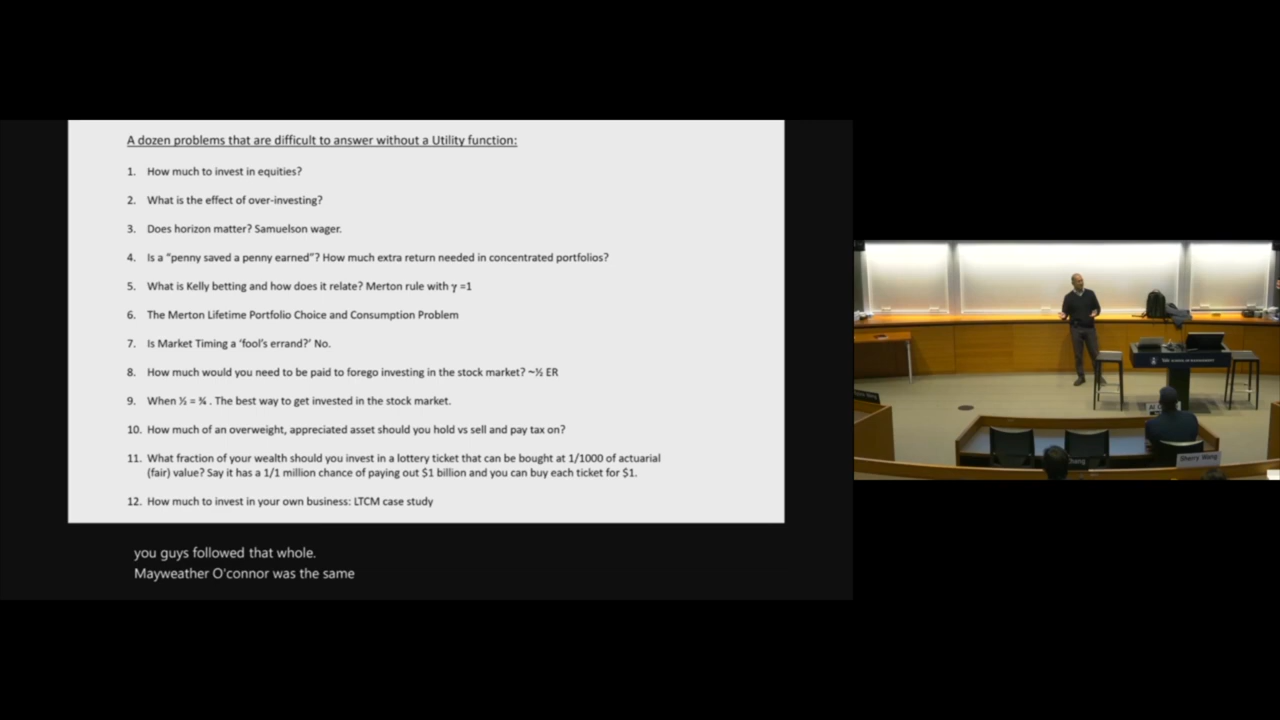 A dozen problems that are difficult to answer without a Utility function:
1. How much to invest in equities?
2. What is the effect of over-investing?
3. Does horizon matter? Samuelson wager.
4. Is a “penny saved a penny earned”? How much extra return needed in concentrated portfolios?
5. What is Kelly betting and how does it relate? Merton rule with γ =1
6. The Merton Lifetime Portfolio Choice and Consumption Problem
7. Is Market Timing a ‘fool’s errand?’ No.
8. How much would you need to be paid to forego investing in the stock market? ~½ ER
9. When ½ = ¾ . The best way to get invested in the stock market.
10. How much of an overweight, appreciated asset should you hold vs sell and pay tax on?
11. What fraction of your wealth should you invest in a lottery ticket that can be bought at 1/1000 of actuarial
(fair) value? Say it has a 1/1 million chance of paying out $1 billion and you can buy each ticket for $1.
12. How much to invest in your own business: LTCM case study
you guys followed that whole.
Mayweather O'connor was the same